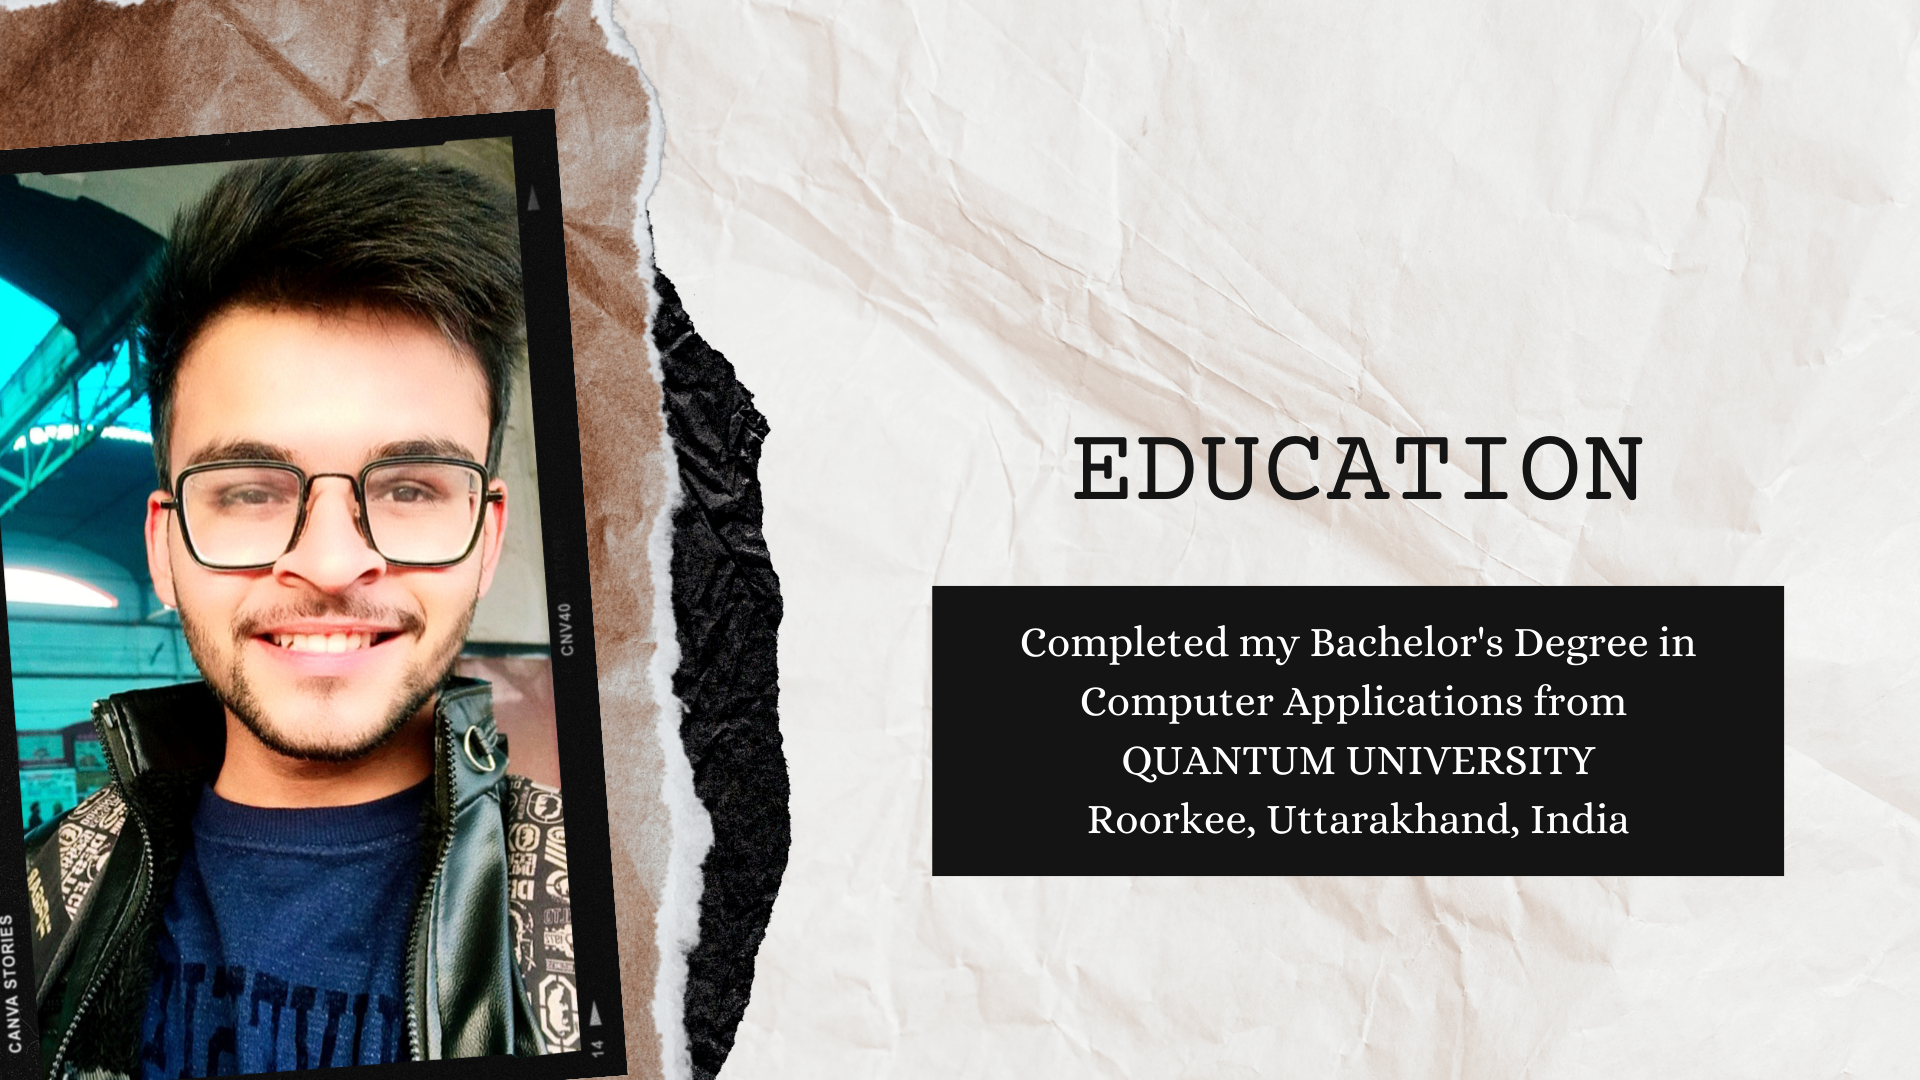 EDUCATION
Completed my Bachelor's Degree in
Computer Applications from
QUANTUM UNIVERSITY
Roorkee, Uttarakhand, India
CNV40
CANVA STORIES
14